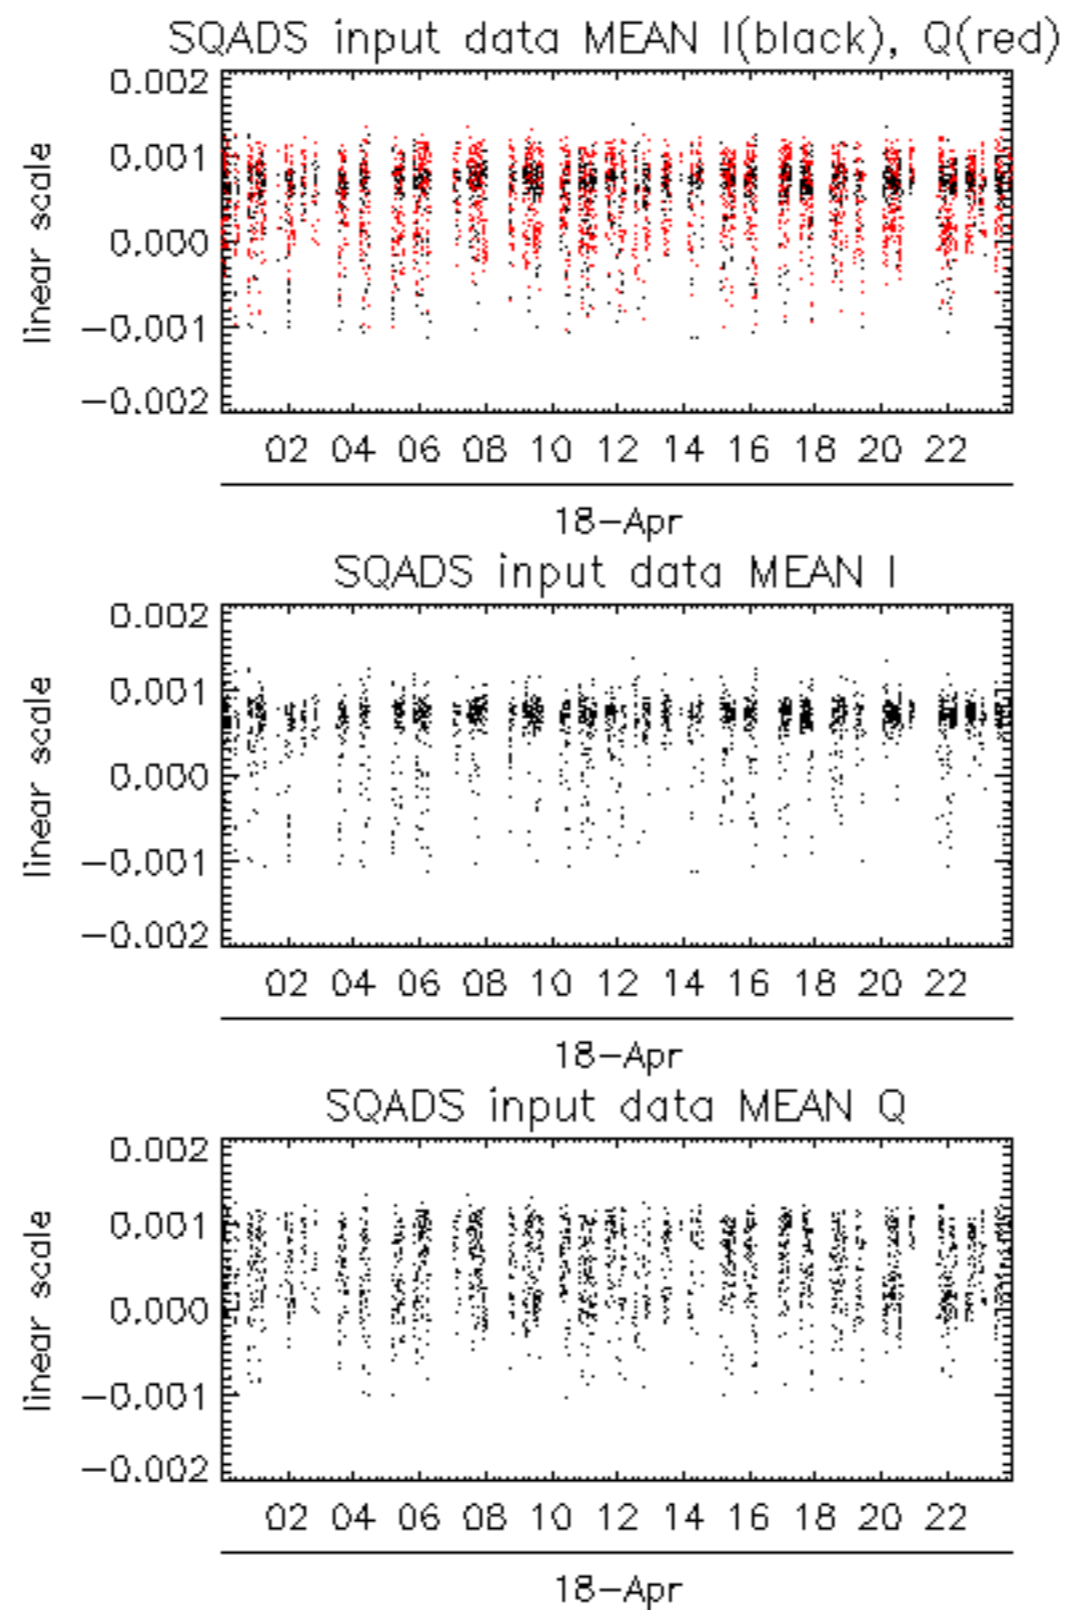 SQADS input data MEAN I(black), Q(red)
0.002
0.001
0.000
−0.001
−0.002
linear scale
02 04 06 08 10 12 14 16 18 20 22
18−Apr
SQADS input data MEAN I
0.002
0.001
0.000
−0.001
−0.002
linear scale
02 04 06 08 10 12 14 16 18 20 22
18−Apr
SQADS input data MEAN Q
0.002
0.001
0.000
−0.001
−0.002
linear scale
02 04 06 08 10 12 14 16 18 20 22
18−Apr